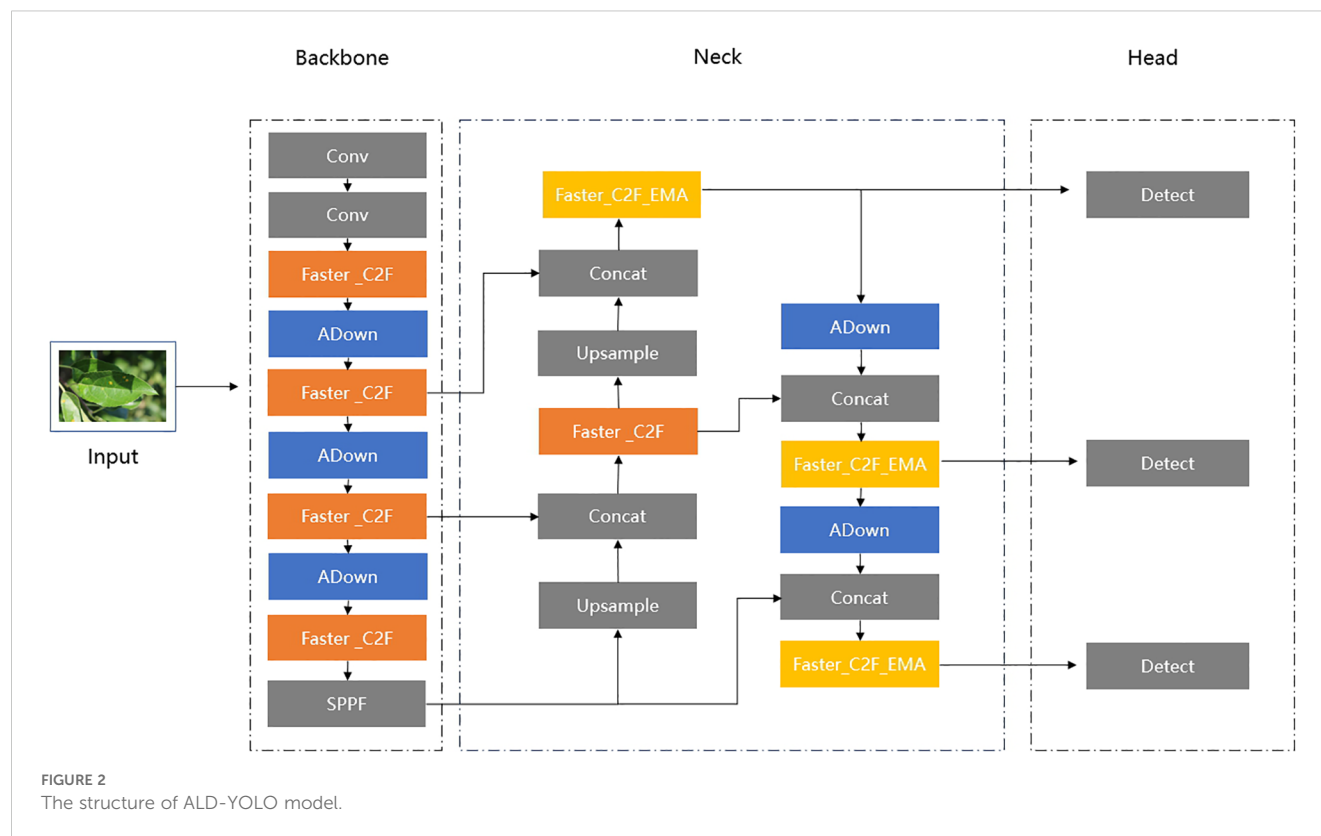 Backbone
Neck
Head
Conv
Conv
Faster _C2F
ADown
Faster _C2F
ADown
Faster _C2F
ADown
Faster _C2F
SPPF
Input
Faster_C2F_EMA
Concat
Upsample
Faster _C2F
Concat
Upsample
ADown
Concat
Faster_C2F_EMA
ADown
Concat
Faster_C2F_EMA
Detect
Detect
Detect
FIGURE 2
The structure of ALD-YOLO model.